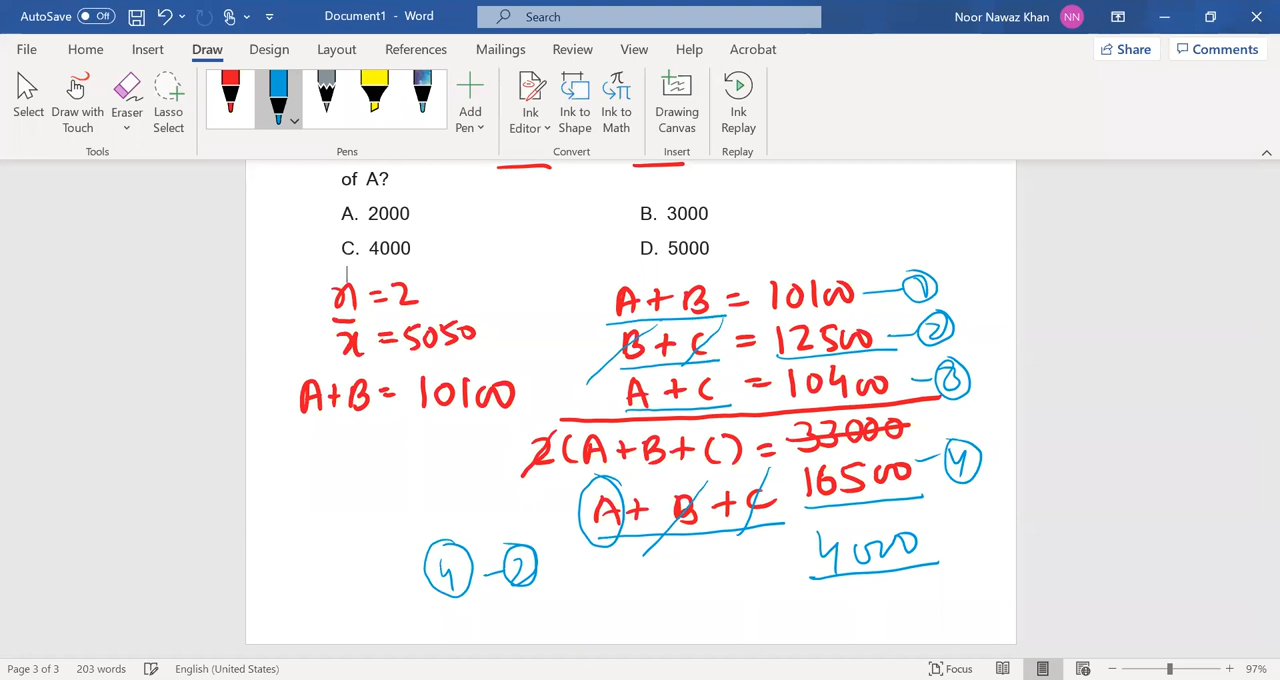 AutoSave Off Document1 - Word Search Noor Nawaz Khan NN
File Home Insert Draw Design Layout References Mailings Review View Help Acrobat Share Comments
Select Draw with Touch Eraser Lasso Select Add Pen Ink Editor Ink to Shape Ink to Math Drawing Canvas Ink Replay
Tools Pens Convert Insert Replay
of A?
A. 2000 B. 3000
C. 4000 D. 5000
n = 2
x = 5050
A+B = 10100
A + B = 10100 - 1
B + C = 12500 - 2
A + C = 10400 - 3
2(A+B+C) = 33000
16500 - 4
A + B + C
4000
4 - 2
Page 3 of 3 203 words English (United States) Focus 97%